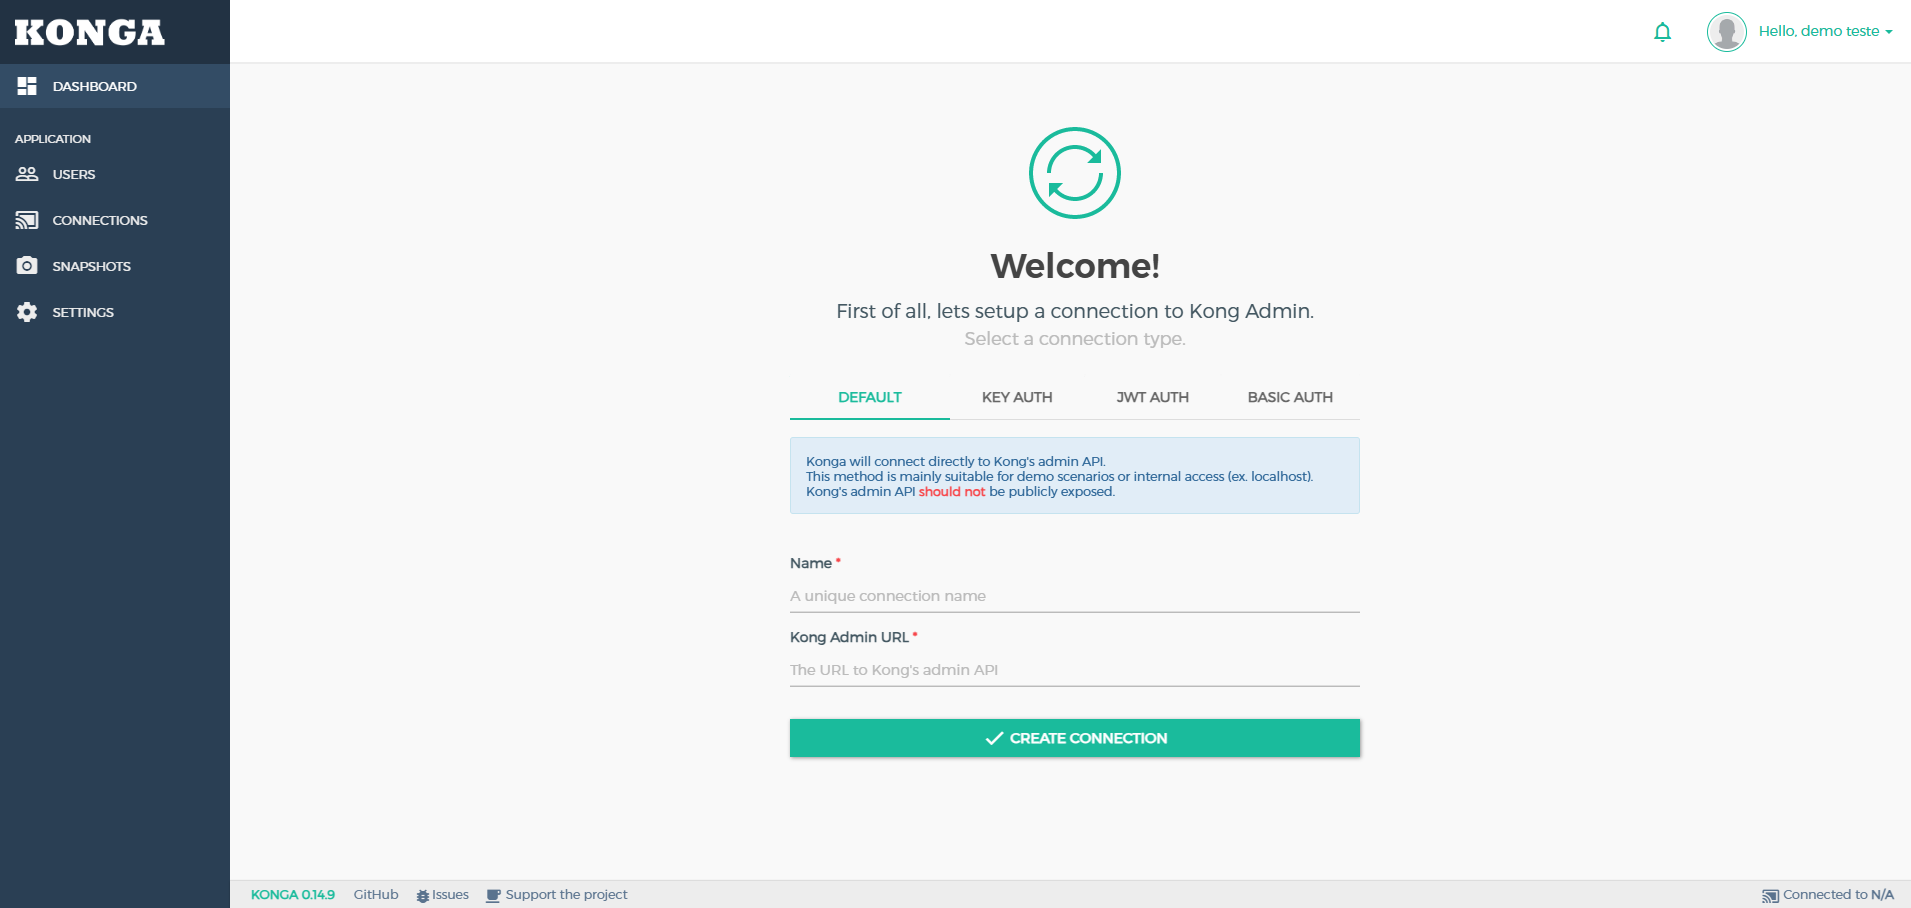 KONGA
Hello, demo teste
DASHBOARD
APPLICATION
USERS
CONNECTIONS
SNAPSHOTS
SETTINGS
Welcome!
First of all, lets setup a connection to Kong Admin.
Select a connection type.
DEFAULT KEY AUTH JWT AUTH BASIC AUTH
Konga will connect directly to Kong's admin API.
This method is mainly suitable for demo scenarios or internal access (ex. localhost).
Kong's admin API should not be publicly exposed.
Name *
A unique connection name
Kong Admin URL *
The URL to Kong's admin API
CREATE CONNECTION
KONGA 0.14.9 GitHub Issues Support the project Connected to N/A